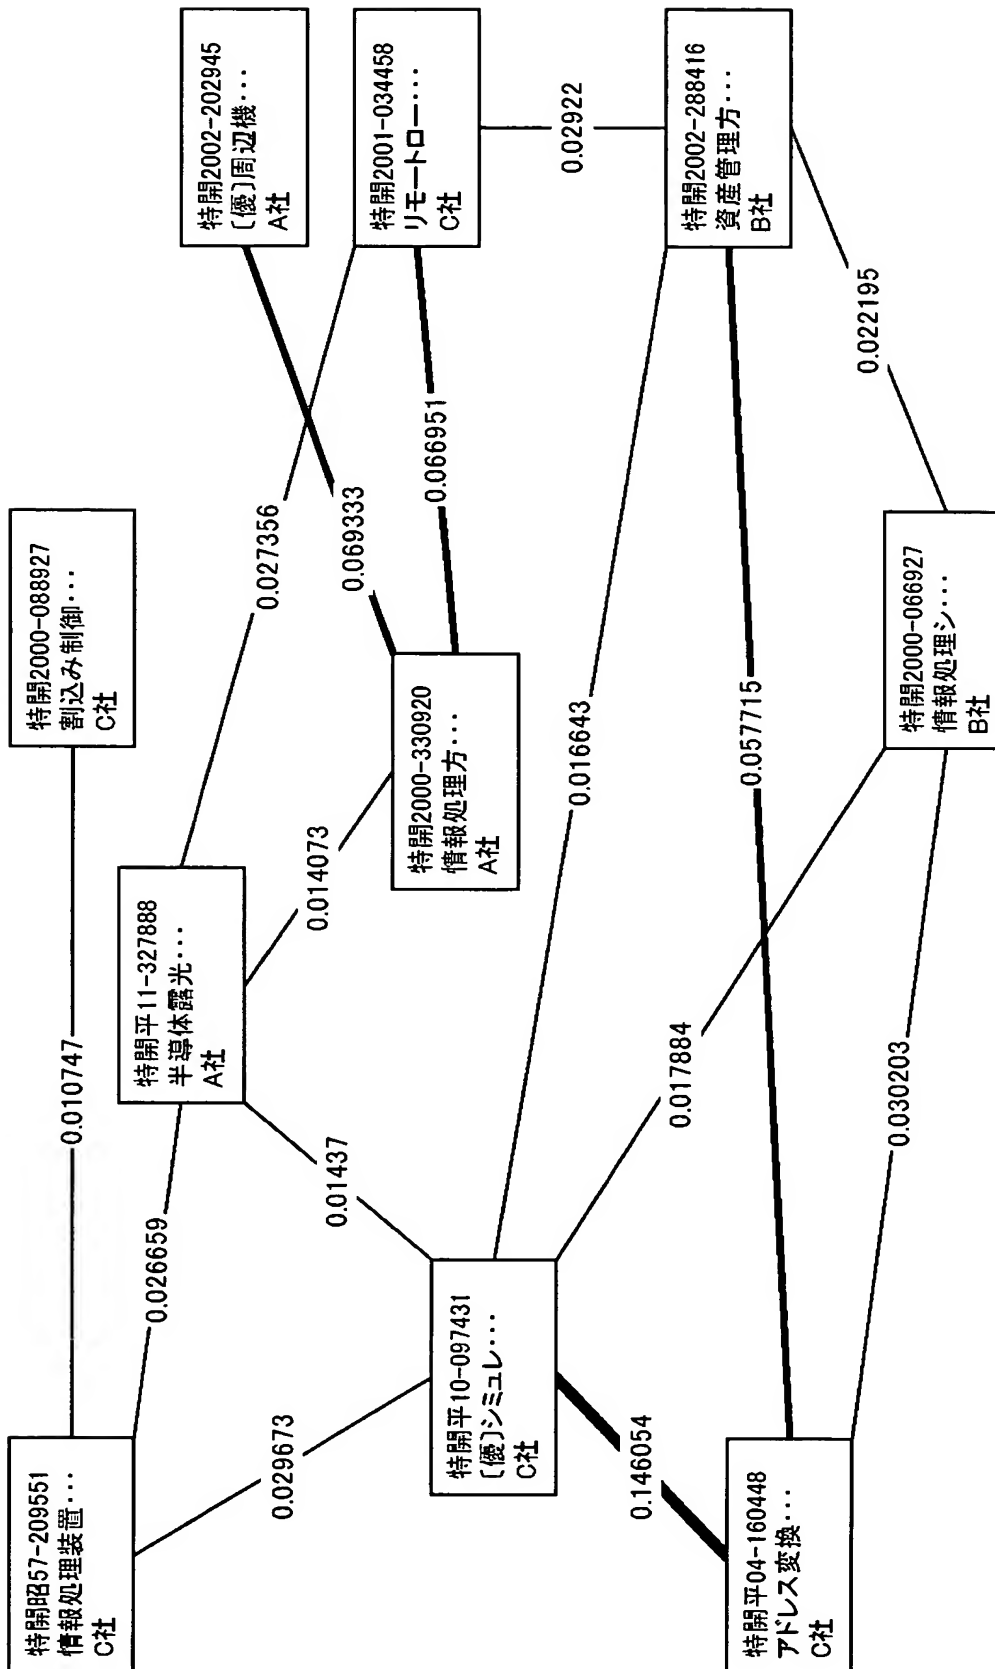 特開昭57-209551
情報処理装置・・・
C社
0.010747
特開2000-088927
割込み制御・・・
C社
0.026659
特開平11-327888
半導体露光・・・
A社
0.027356
特開2002-202945
〔優〕周辺機・・・
A社
0.029673
0.01437
0.014073
0.069333
特開2001-034458
リモートロー・・・
C社
特開平10-097431
〔優〕シミュレ・・・
C社
特開2000-330920
情報処理方・・・
A社
0.066951
0.02922
0.146054
0.016643
特開2002-288416
資産管理方・・・
B社
特開平04-160448
アドレス変換・・・
C社
0.017884
0.057715
0.022195
0.030203
特開2000-066927
情報処理シ・・・
B社